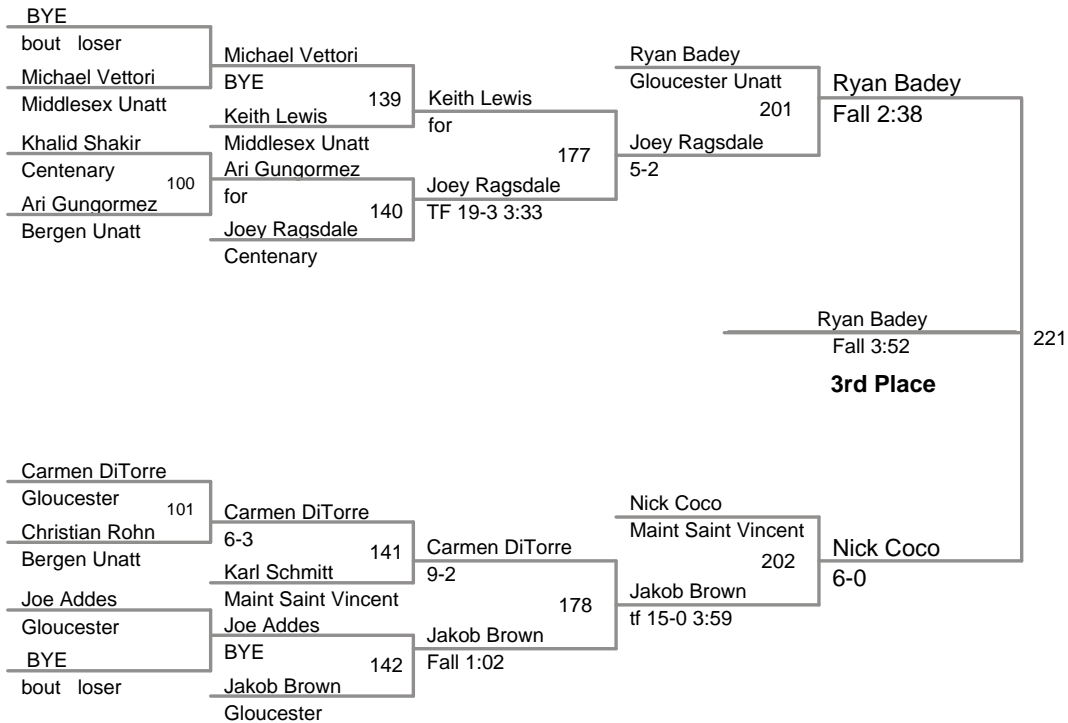 BYE
bout loser
Michael Vettori
Middlesex Unatt
Khalid Shakir
Centenary
100
Ari Gungormez
Bergen Unatt
Michael Vettori
BYE
139
Keith Lewis
Middlesex Unatt
Ari Gungormez
for
140
Joey Ragsdale
Centenary
Keith Lewis
for
177
Joey Ragsdale
TF 19-3 3:33
Ryan Badey
Gloucester Unatt
201
Joey Ragsdale
5-2
Ryan Badey
Fall 2:38
Ryan Badey
221
Fall 3:52
3rd Place
Carmen DiTorre
Gloucester
101
Christian Rohn
Bergen Unatt
Joe Addes
Gloucester
BYE
bout loser
Carmen DiTorre
6-3
141
Karl Schmitt
Maint Saint Vincent
Joe Addes
BYE
142
Jakob Brown
Gloucester
Carmen DiTorre
9-2
178
Jakob Brown
Fall 1:02
Nick Coco
Maint Saint Vincent
202
Jakob Brown
tf 15-0 3:59
Nick Coco
6-0